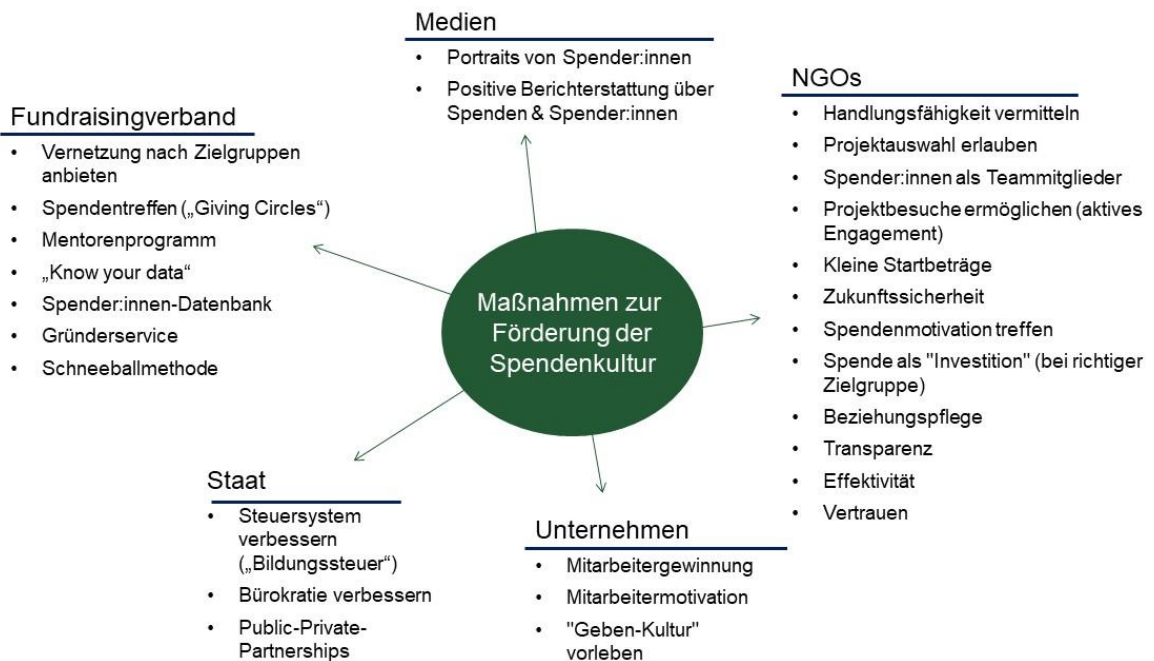 Medien
• Portraits von Spender:innen
• Positive Berichterstattung über
Spenden & Spender:innen
NGOs
• Handlungsfähigkeit vermitteln
• Projektauswahl erlauben
• Spender:innen als Teammitglieder
• Projektbesuche ermöglichen (aktives
Engagement)
• Kleine Startbeträge
• Zukunftssicherheit
• Spendenmotivation treffen
• Spende als "Investition" (bei richtiger
Zielgruppe)
• Beziehungspflege
• Transparenz
• Effektivität
• Vertrauen
Fundraisingverband
• Vernetzung nach Zielgruppen
anbieten
• Spendentreffen („Giving Circles“)
• Mentorenprogramm
• „Know your data“
• Spender:innen-Datenbank
• Gründerservice
• Schneeballmethode
Maßnahmen zur
Förderung der
Spendenkultur
Staat
• Steuersystem
verbessern
(„Bildungssteuer“)
• Bürokratie verbessern
• Public-Private-
Partnerships
Unternehmen
• Mitarbeitergewinnung
• Mitarbeitermotivation
• "Geben-Kultur"
vorleben